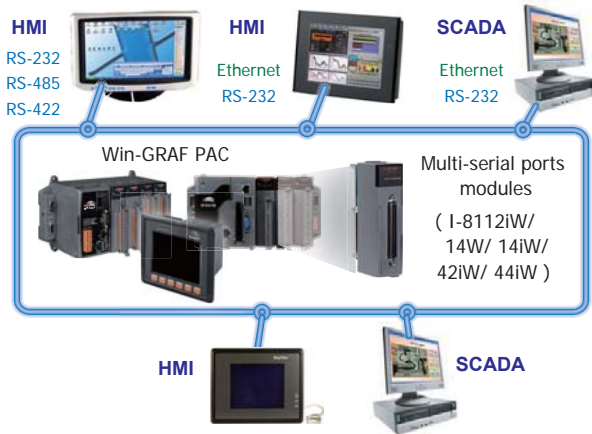 HMI
RS-232
RS-485
RS-422
HMI
Ethernet
RS-232
SCADA
Ethernet
RS-232
Win-GRAF PAC
Multi-serial ports
modules
( I-8112iW/
14W/ 14iW/
42iW/ 44iW )
HMI
SCADA